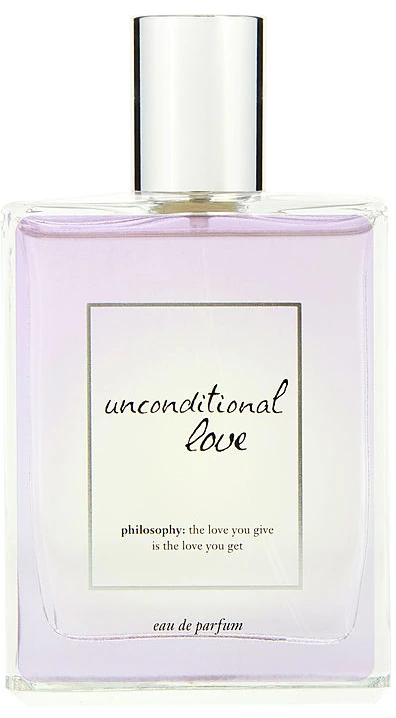 unconditional
love
philosophy: the love you give
is the love you get
eau de parfum